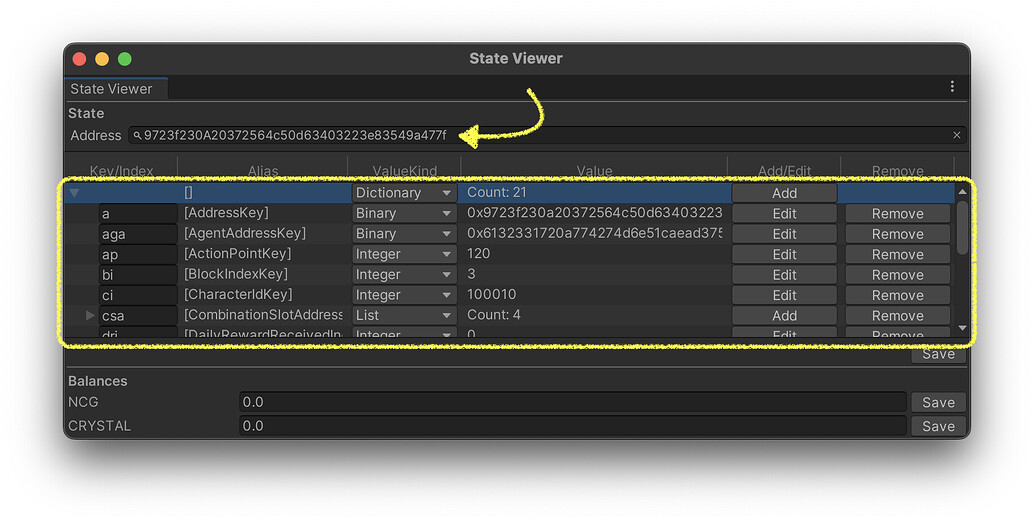 State Viewer
State Viewer
State
Address 9723f230A20372564c50d63403223e83549a477f
Key/Index Alias ValueKind Value Add/Edit Remove
[] Dictionary Count: 21 Add
a [AddressKey] Binary 0x9723f230a20372564c50d63403223 Edit Remove
aga [AgentAddressKey] Binary 0x6132331720a774274d6e51caead375 Edit Remove
ap [ActionPointKey] Integer 120 Edit Remove
bi [BlockIndexKey] Integer 3 Edit Remove
ci [CharacterIdKey] Integer 100010 Edit Remove
csa [CombinationSlotAddress List Count: 4 Add Remove
dri [DailyRewardReceivedIn Integer 0 Edit Remove
Save
Balances
NCG 0.0 Save
CRYSTAL 0.0 Save